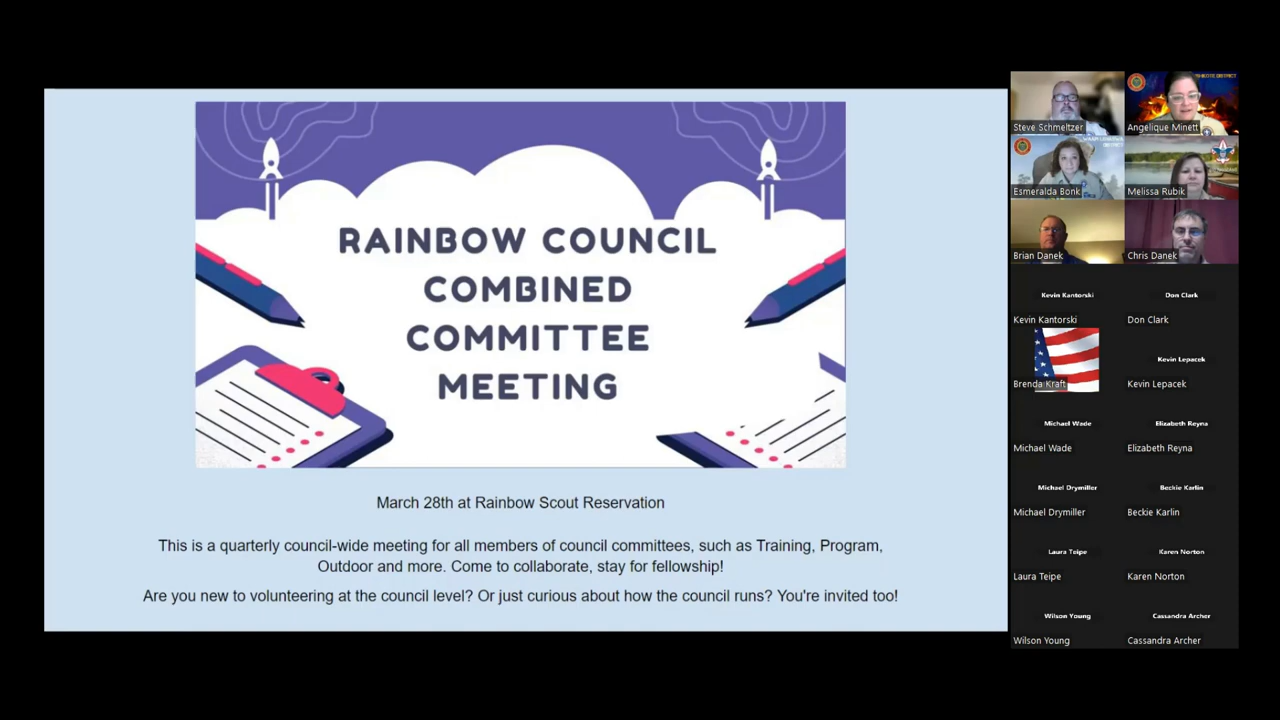 RAINBOW COUNCIL
COMBINED
COMMITTEE
MEETING
March 28th at Rainbow Scout Reservation
This is a quarterly council-wide meeting for all members of council committees, such as Training, Program,
Outdoor and more. Come to collaborate, stay for fellowship!
Are you new to volunteering at the council level? Or just curious about how the council runs? You're invited too!
Steve Schmeltzer
Angelique Minett
Esmeralda Bonk
Melissa Rubik
Brian Danek
Chris Danek
Kevin Kantorski
Don Clark
Kevin Kantorski
Don Clark
Brenda Kraft
Kevin Lepacek
Kevin Lepacek
Michael Wade
Elizabeth Reyna
Michael Wade
Elizabeth Reyna
Michael Drymiller
Beckie Karlin
Michael Drymiller
Beckie Karlin
Laura Teipe
Karen Norton
Laura Teipe
Karen Norton
Wilson Young
Cassandra Archer
Wilson Young
Cassandra Archer